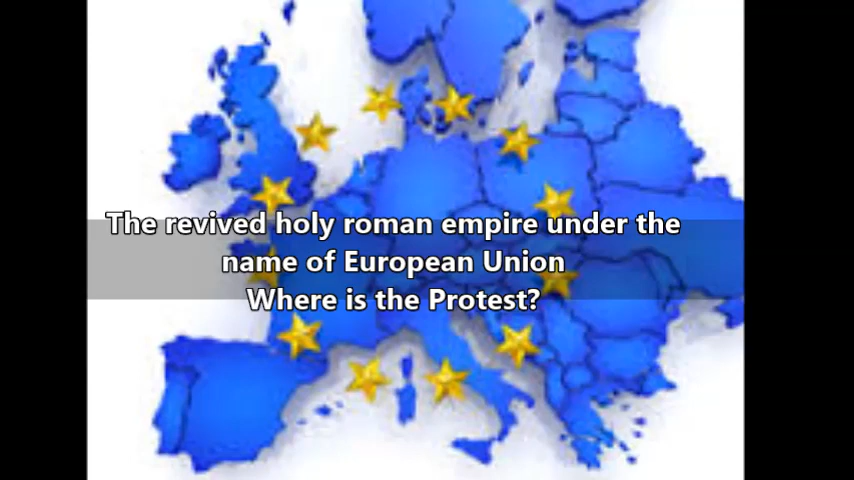 The revived holy roman empire under the
name of European Union
Where is the Protest?